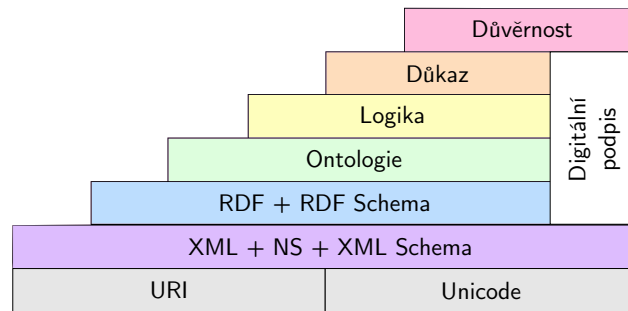 Důvěrnost
Důkaz
Logika
Ontologie
Digitální
podpis
RDF + RDF Schema
XML + NS + XML Schema
URI
Unicode